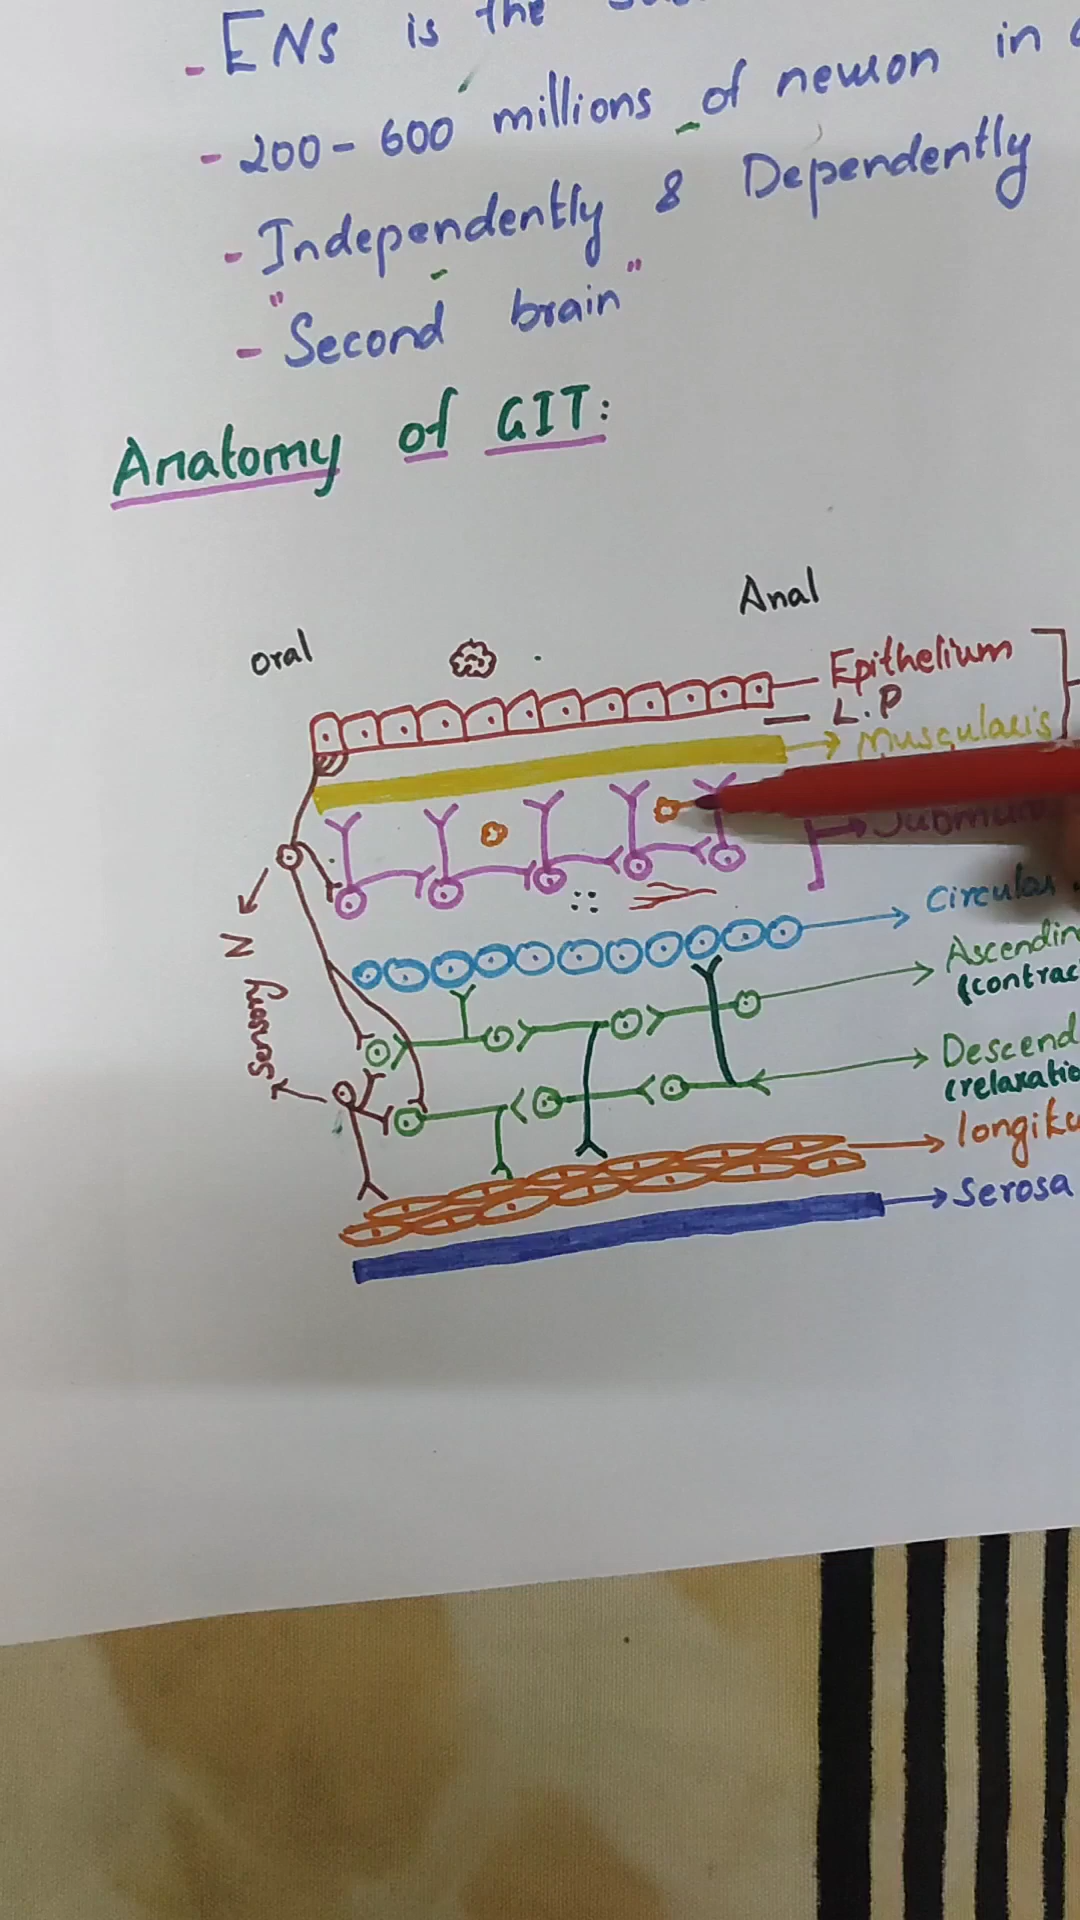 - ENS is the
- 200-600 millions of neuron in
- Independently & Dependently
- "Second brain"
Anatomy of GIT:
Anal
oral
Epithelium
L.P
Muscularis
Circular
Ascendin
(contrac
Descend
(relaxatio
longitu
Serosa
Sensory N